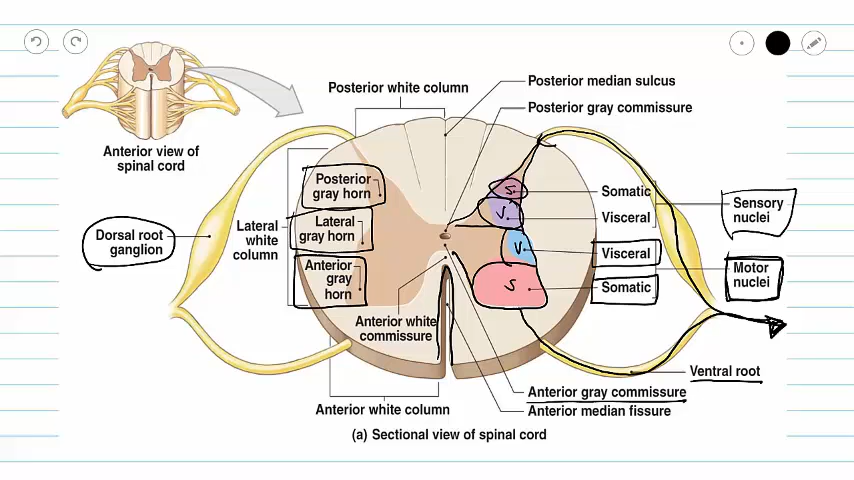 Anterior view of
spinal cord
Posterior white column
Posterior median sulcus
Posterior gray commissure
Posterior
gray horn
Lateral
gray horn
Anterior
gray
horn
Lateral
white
column
Dorsal root
ganglion
S
V
V
S
Somatic
Visceral
Visceral
Somatic
Sensory
nuclei
Motor
nuclei
Anterior white
commissure
Ventral root
Anterior gray commissure
Anterior median fissure
Anterior white column
(a) Sectional view of spinal cord